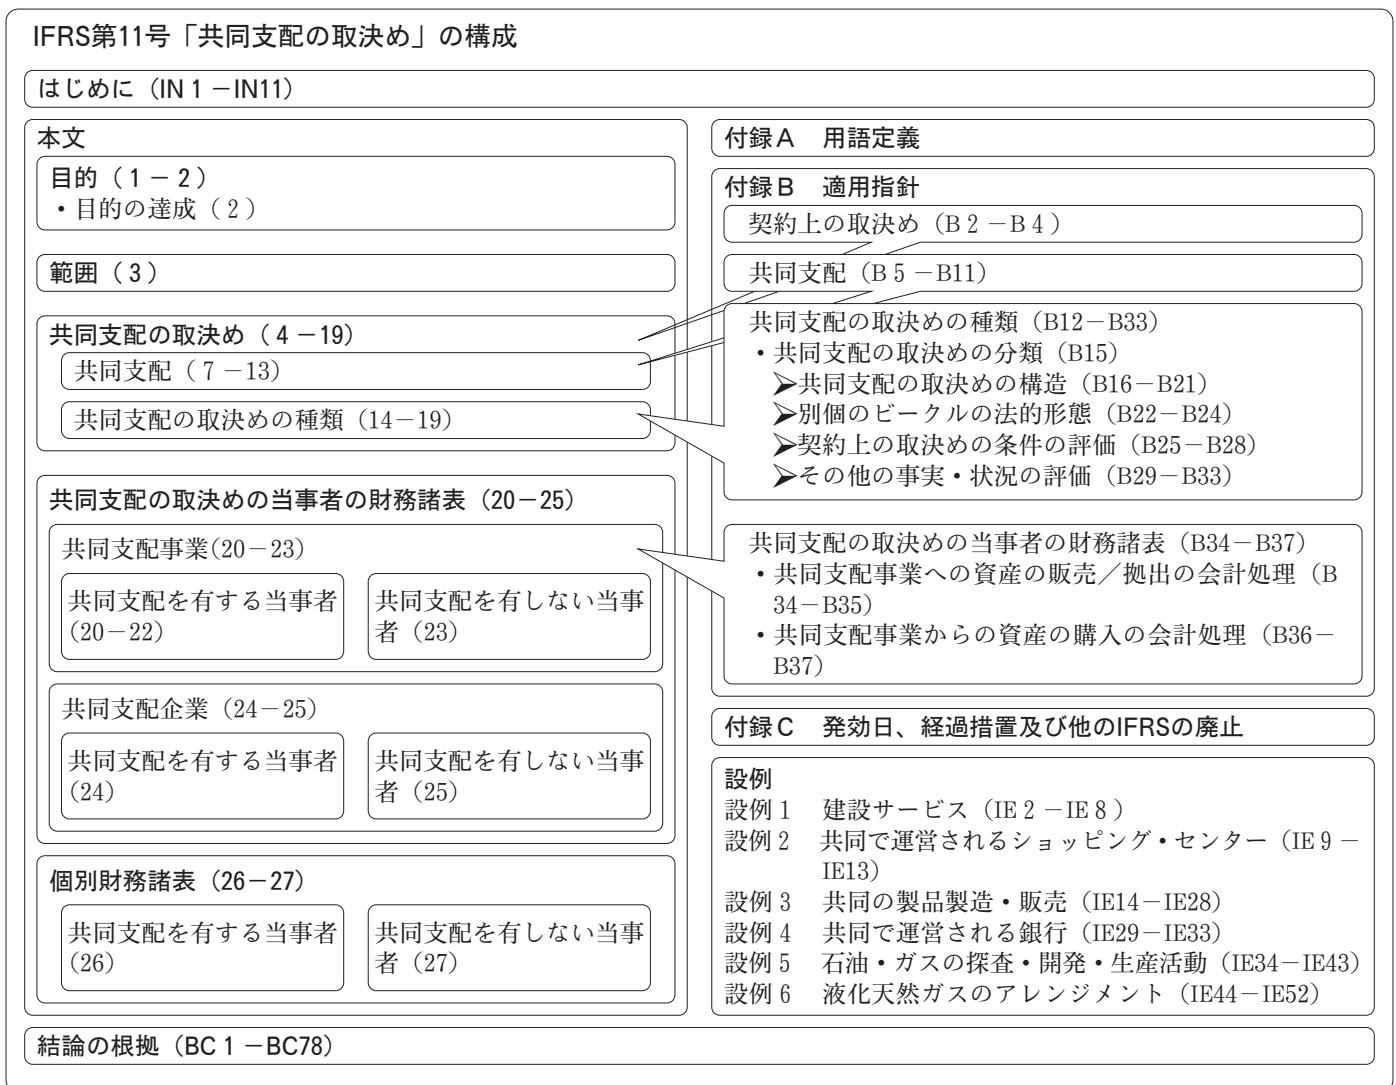 IFRS第11号「共同支配の取決め」の構成
はじめに（IN 1 －IN11）
本文
目的（ 1 － 2 ）
・目的の達成（ 2 ）
範囲（ 3 ）
共同支配の取決め（ 4 －19）
共同支配（ 7 －13）
共同支配の取決めの種類（14－19）
共同支配の取決めの当事者の財務諸表（20－25）
共同支配事業（20－23）
共同支配を有する当事者
（20－22）
共同支配を有しない当事
者（23）
共同支配企業（24－25）
共同支配を有する当事者
（24）
共同支配を有しない当事
者（25）
個別財務諸表（26－27）
共同支配を有する当事者
（26）
共同支配を有しない当事
者（27）
付録A　用語定義
付録B　適用指針
契約上の取決め（B 2 －B 4 ）
共同支配（B 5 －B11）
共同支配の取決めの種類（B12－B33）
・共同支配の取決めの分類（B15）
➢共同支配の取決めの構造（B16－B21）
➢別個のビークルの法的形態（B22－B24）
➢契約上の取決めの条件の評価（B25－B28）
➢その他の事実・状況の評価（B29－B33）
共同支配の取決めの当事者の財務諸表（B34－B37）
・共同支配事業への資産の販売／拠出の会計処理（B
34－B35）
・共同支配事業からの資産の購入の会計処理（B36－
B37）
付録C　発効日、経過措置及び他のIFRSの廃止
設例
設例 1　建設サービス（IE 2 －IE 8 ）
設例 2　共同で運営されるショッピング・センター（IE 9 －
IE13）
設例 3　共同の製品製造・販売（IE14－IE28）
設例 4　共同で運営される銀行（IE29－IE33）
設例 5　石油・ガスの探査・開発・生産活動（IE34－IE43）
設例 6　液化天然ガスのアレンジメント（IE44－IE52）
結論の根拠（BC 1 －BC78）